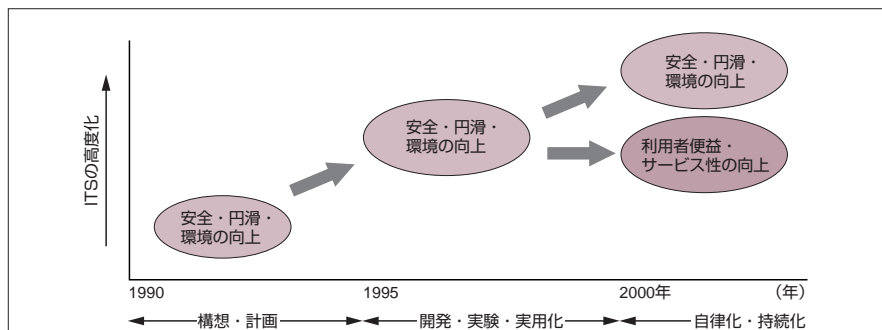 安全・円滑・
環境の向上
安全・円滑・
環境の向上
利用者便益・
サービス性の向上
安全・円滑・
環境の向上
ITSの高度化
1990
1995
2000年
(年)
構想・計画
開発・実験・実用化
自律化・持続化